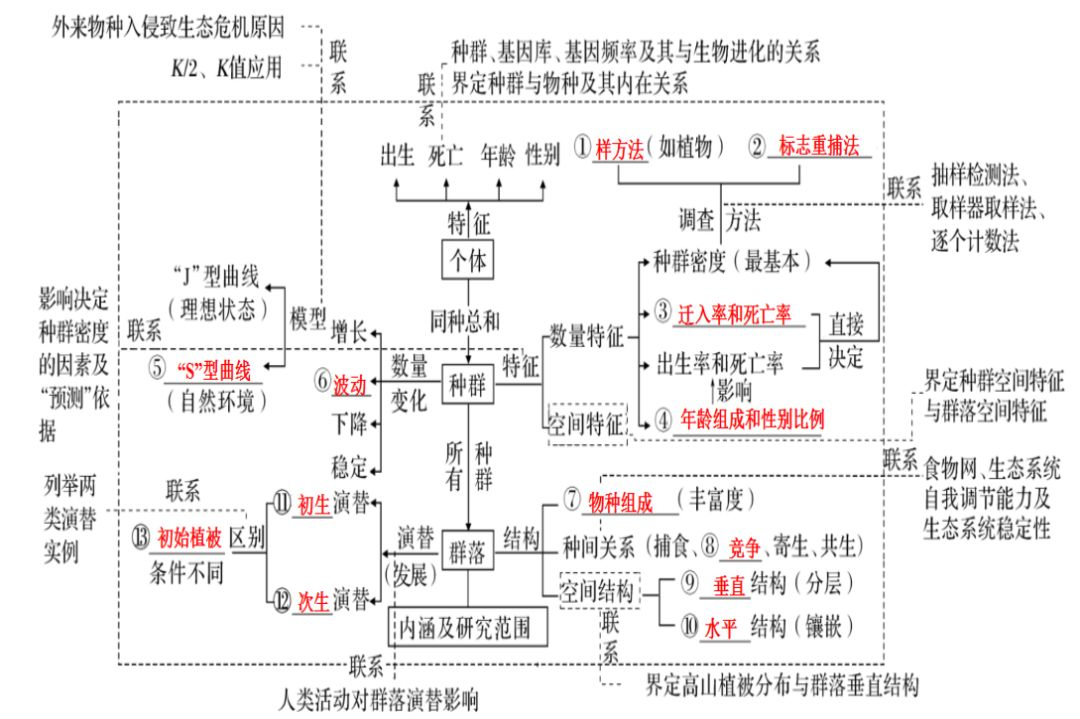 外来物种入侵致生态危机原因
K/2、K值应用
联系
种群、基因库、基因频率及其与生物进化的关系
界定种群与物种及其内在关系
联系
出生 死亡 年龄 性别
①样方法(如植物) ②标志重捕法
特征
个体
调查方法
联系
抽样检测法、
取样器取样法、
逐个计数法
种群密度(最基本)
“J”型曲线
(理想状态)
模型
增长
同种总和
数量特征
③迁入率和死亡率
直接
决定
影响决定
种群密度
的因素及
“预测”依
据
联系
⑤“S”型曲线
(自然环境)
⑥波动
数量
变化
种群
特征
出生率和死亡率
影响
空间特征
④年龄组成和性别比例
界定种群空间特征
与群落空间特征
下降
稳定
所有种群
联系
食物网、生态系统
自我调节能力及
生态系统稳定性
列举两
类演替
实例
联系
⑪初生演替
⑦物种组成(丰富度)
⑬初始植被
条件不同
区别
演替
(发展)
群落
结构
种间关系(捕食、⑧竞争、寄生、共生)
⑫次生演替
空间结构
⑨垂直结构(分层)
⑩水平结构(镶嵌)
内涵及研究范围
联系
联系
人类活动对群落演替影响
界定高山植被分布与群落垂直结构